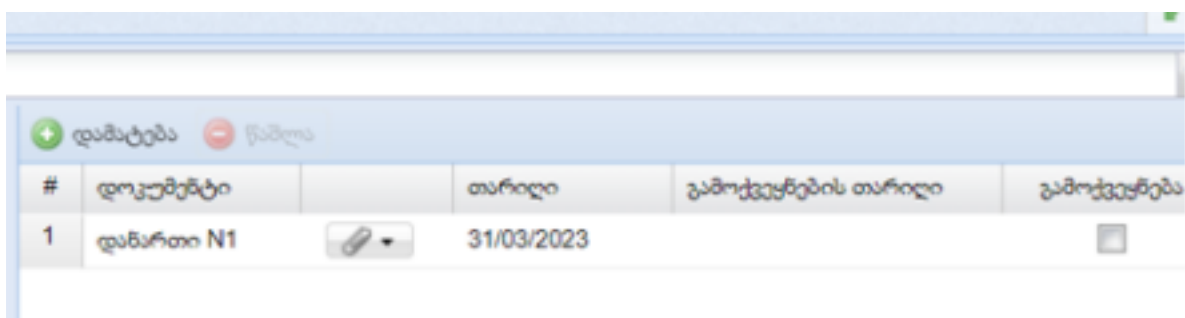 დამატება წაშლა
# დოკუმენტი თარიღი გამოქვეყნების თარიღი გამოქვეყნება
1 დანართი N1 31/03/2023